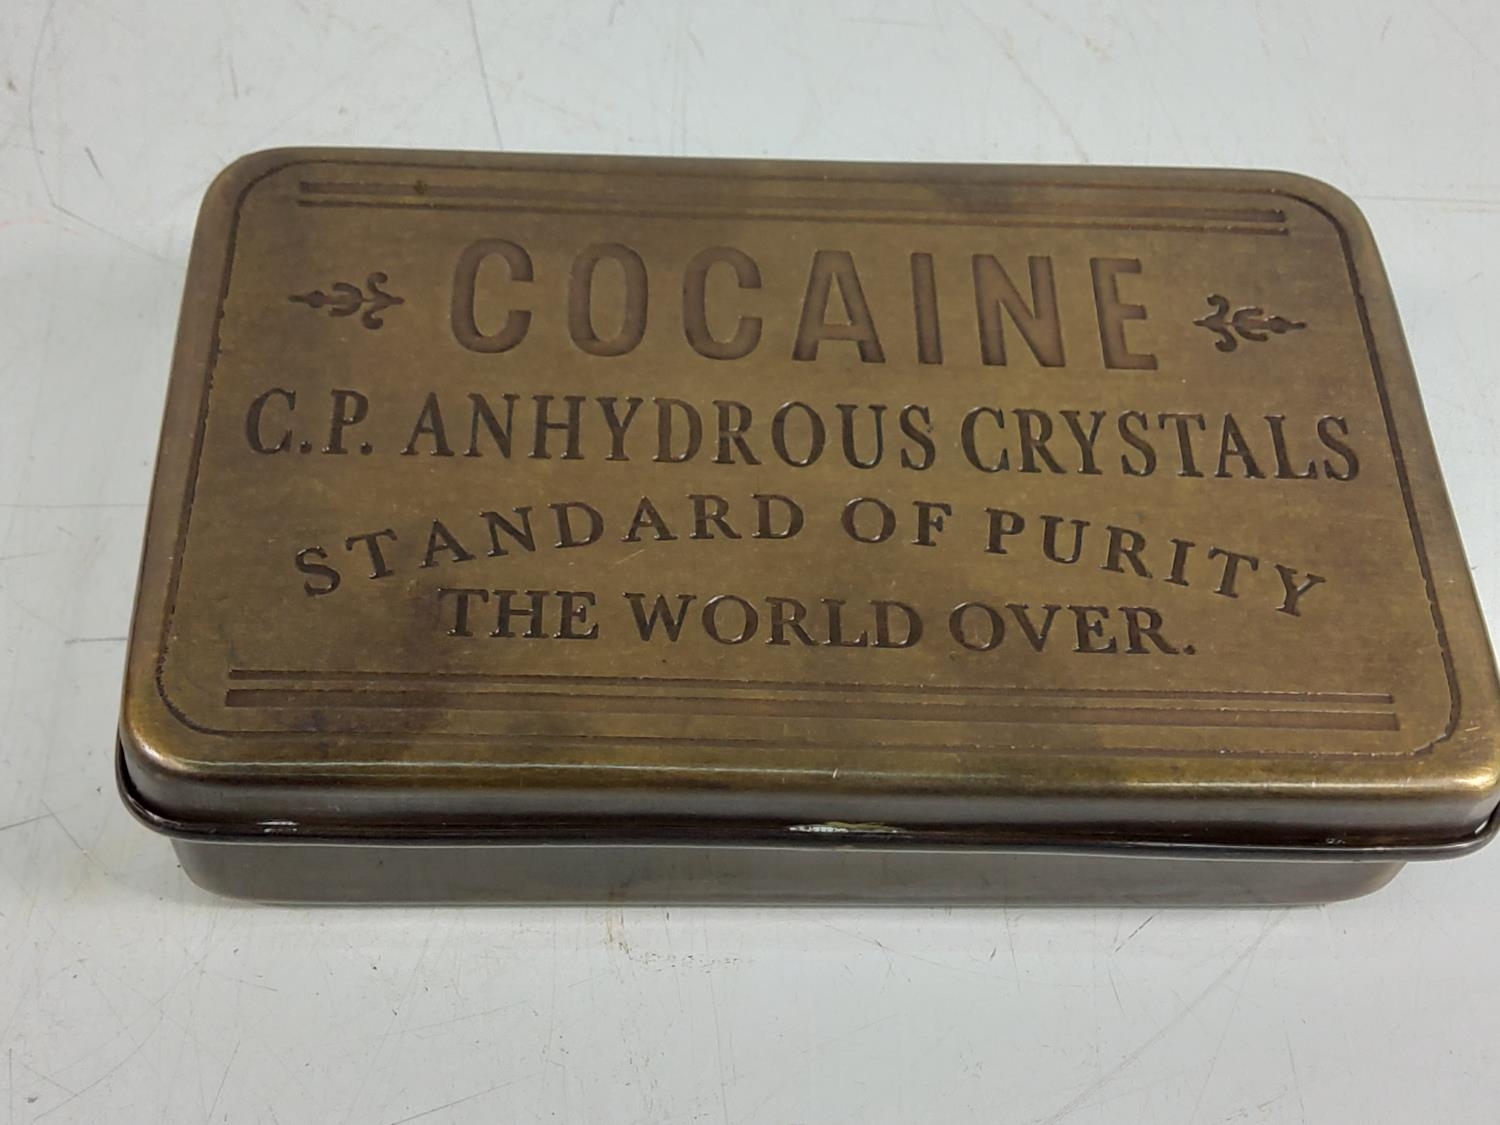 COCAINE
C.P. ANHYDROUS CRYSTALS
STANDARD OF PURITY
THE WORLD OVER.